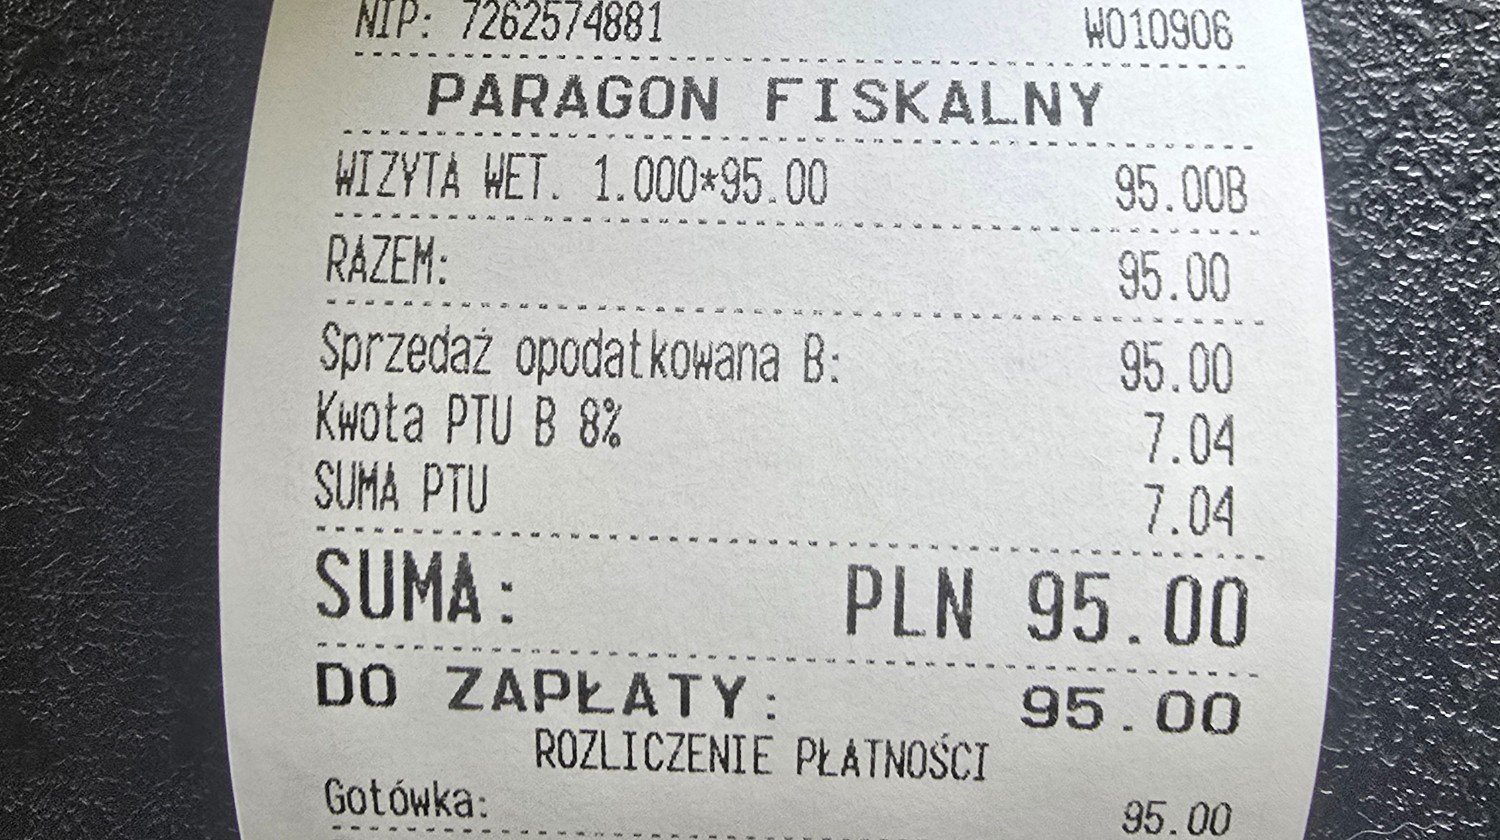 NIP: 7262574881 W010906
PARAGON FISKALNY
WIZYTA WET. 1.000*95.00 95.00B
RAZEM: 95.00
Sprzedaż opodatkowana B: 95.00
Kwota PTU B 8% 7.04
SUMA PTU 7.04
SUMA: PLN 95.00
DO ZAPŁATY: 95.00
ROZLICZENIE PŁATNOŚCI
Gotówka: 95.00